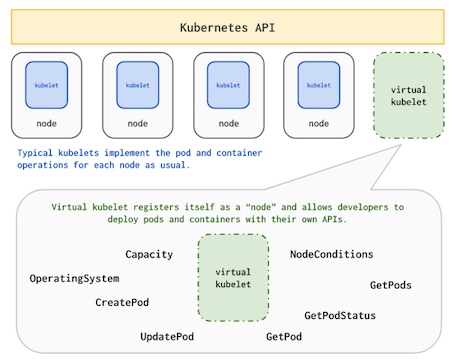 Kubernetes API
kubelet
kubelet
kubelet
kubelet
virtual
kubelet
node
node
node
node
Typical kubelets implement the pod and container
operations for each node as usual.
Virtual kubelet registers itself as a “node” and allows developers to
deploy pods and containers with their own APIs.
Capacity
NodeConditions
virtual
kubelet
OperatingSystem
GetPods
CreatePod
GetPodStatus
UpdatePod
GetPod